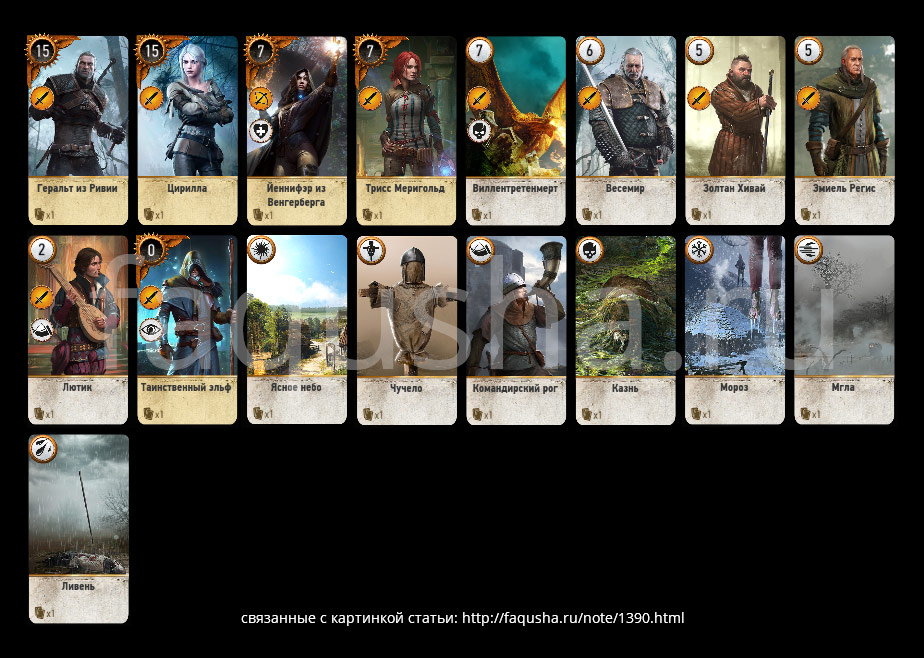 15
15
7
7
7
6
5
5
Геральт из Ривии
Цирилла
Йеннифэр из
Венгерберга
Трисс Меригольд
Виллентретенмерт
Весемир
Золтан Хивай
Эмиель Регис
x1
x1
x1
x1
x1
x1
x1
x1
2
0
faqusha.ru
Лютик
Таинственный эльф
Ясное небо
Чучело
Командирский рог
Казнь
Мороз
Мгла
x1
x1
x1
x1
x1
x1
x1
x1
Ливень
x1
связанные с картинкой статьи: http://faqusha.ru/note/1390.html